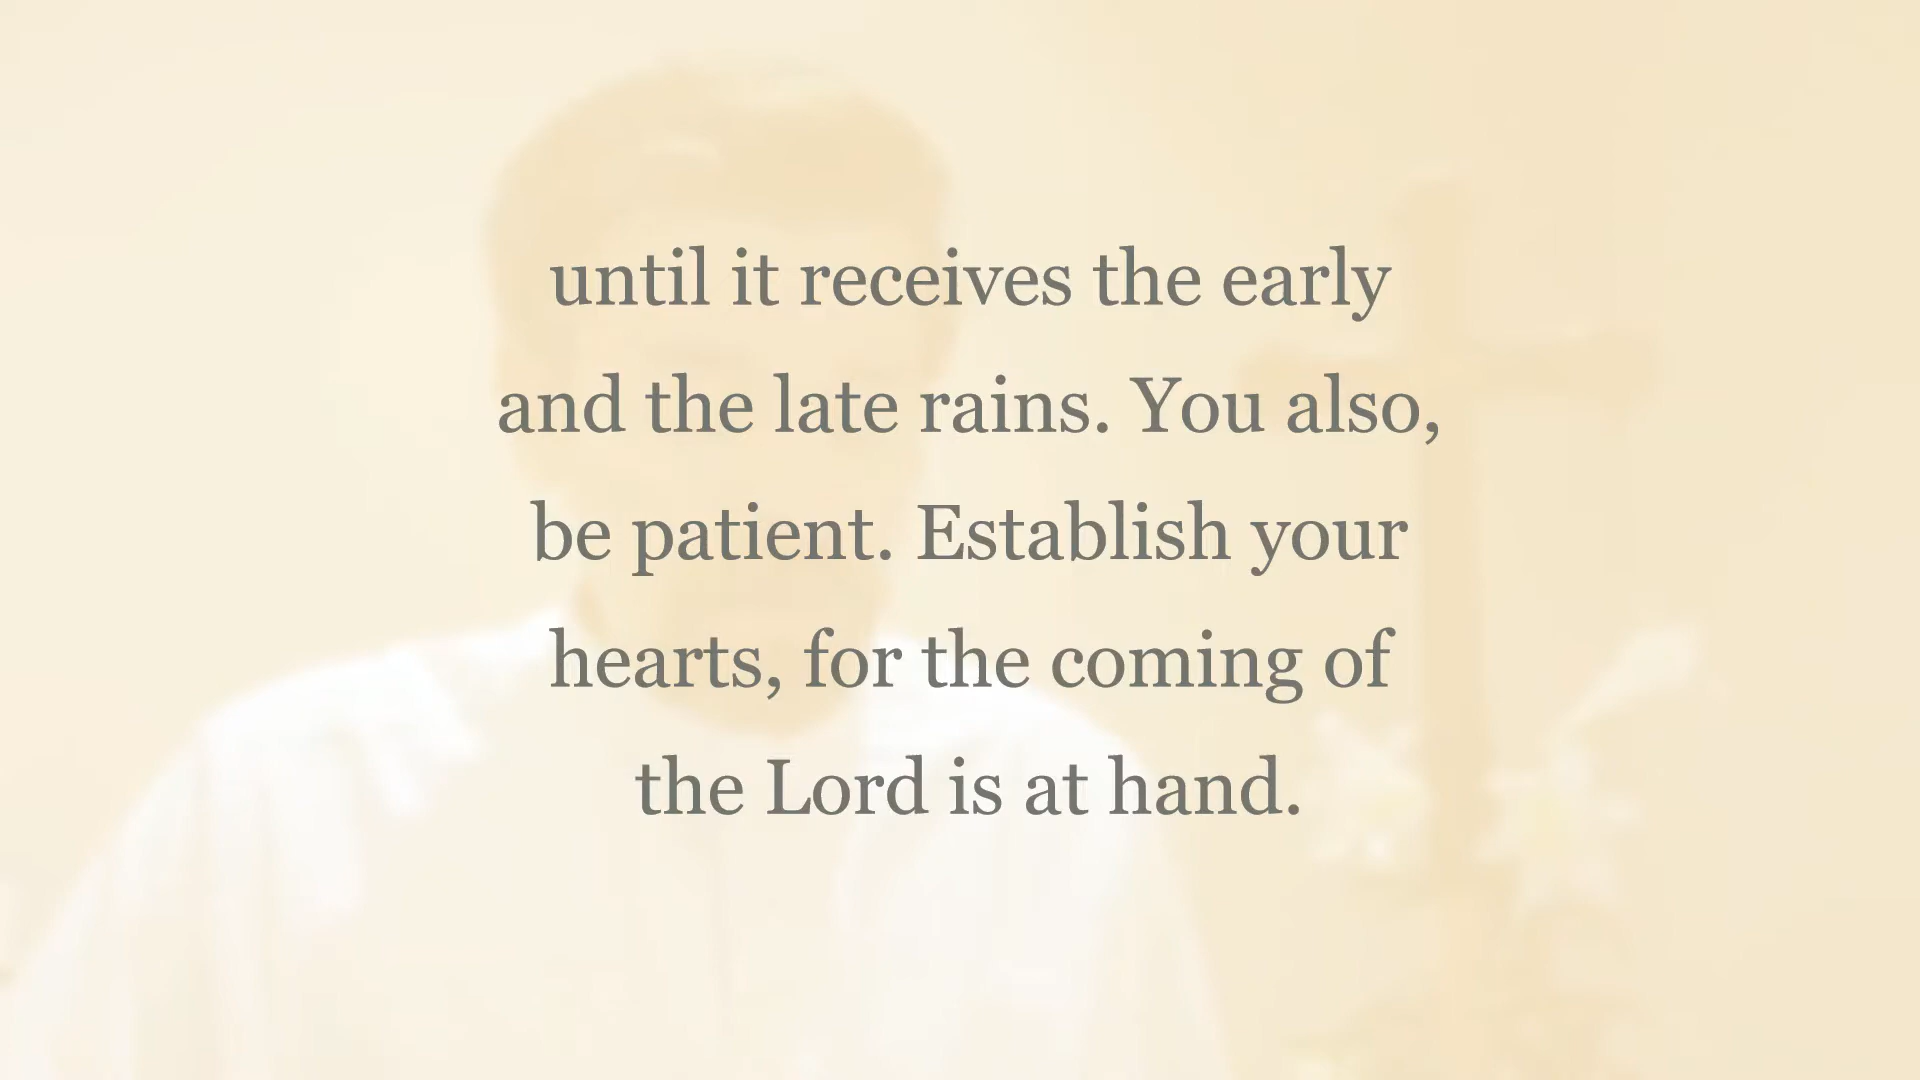 until it receives the early
and the late rains. You also,
be patient. Establish your
hearts, for the coming of
the Lord is at hand.